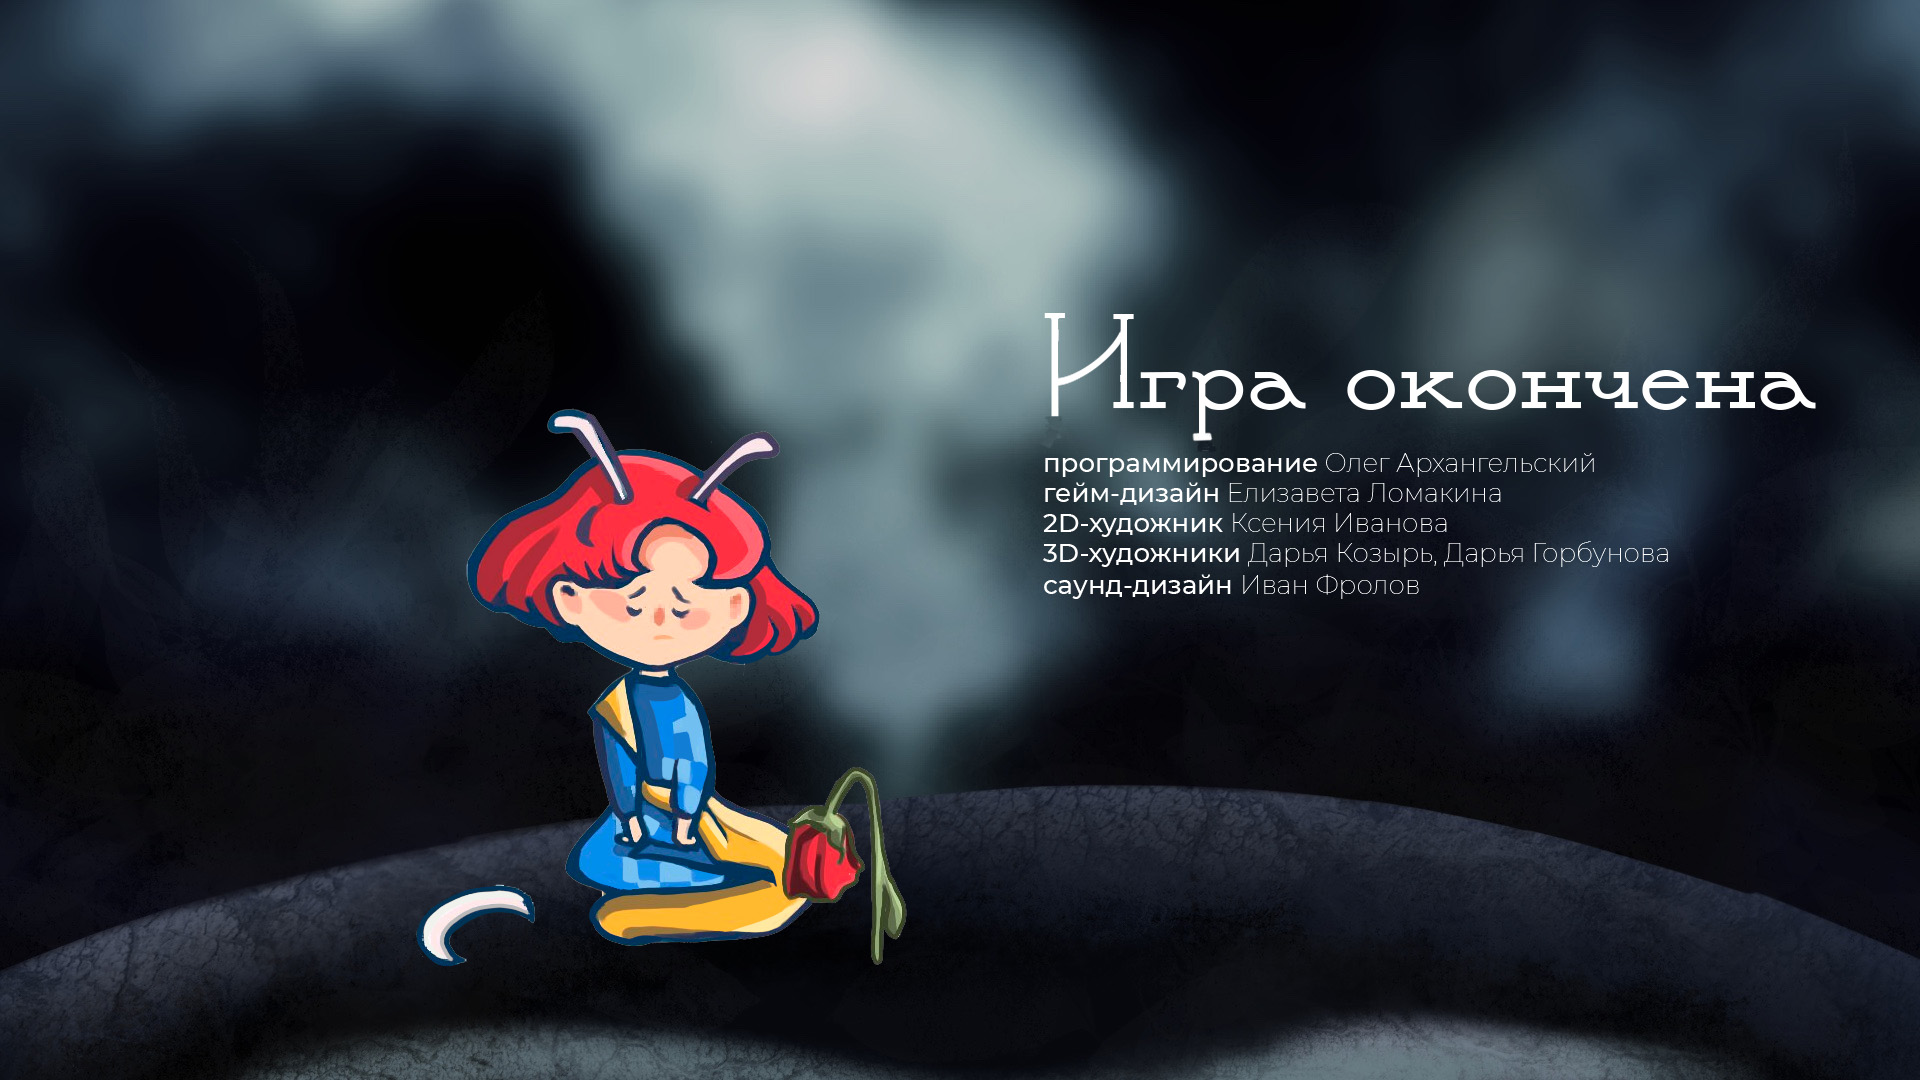 Игра окончена
программирование Олег Архангельский
гейм-дизайн Елизавета Ломакина
2D-художник Ксения Иванова
3D-художники Дарья Козырь, Дарья Горбунова
саунд-дизайн Иван Фролов